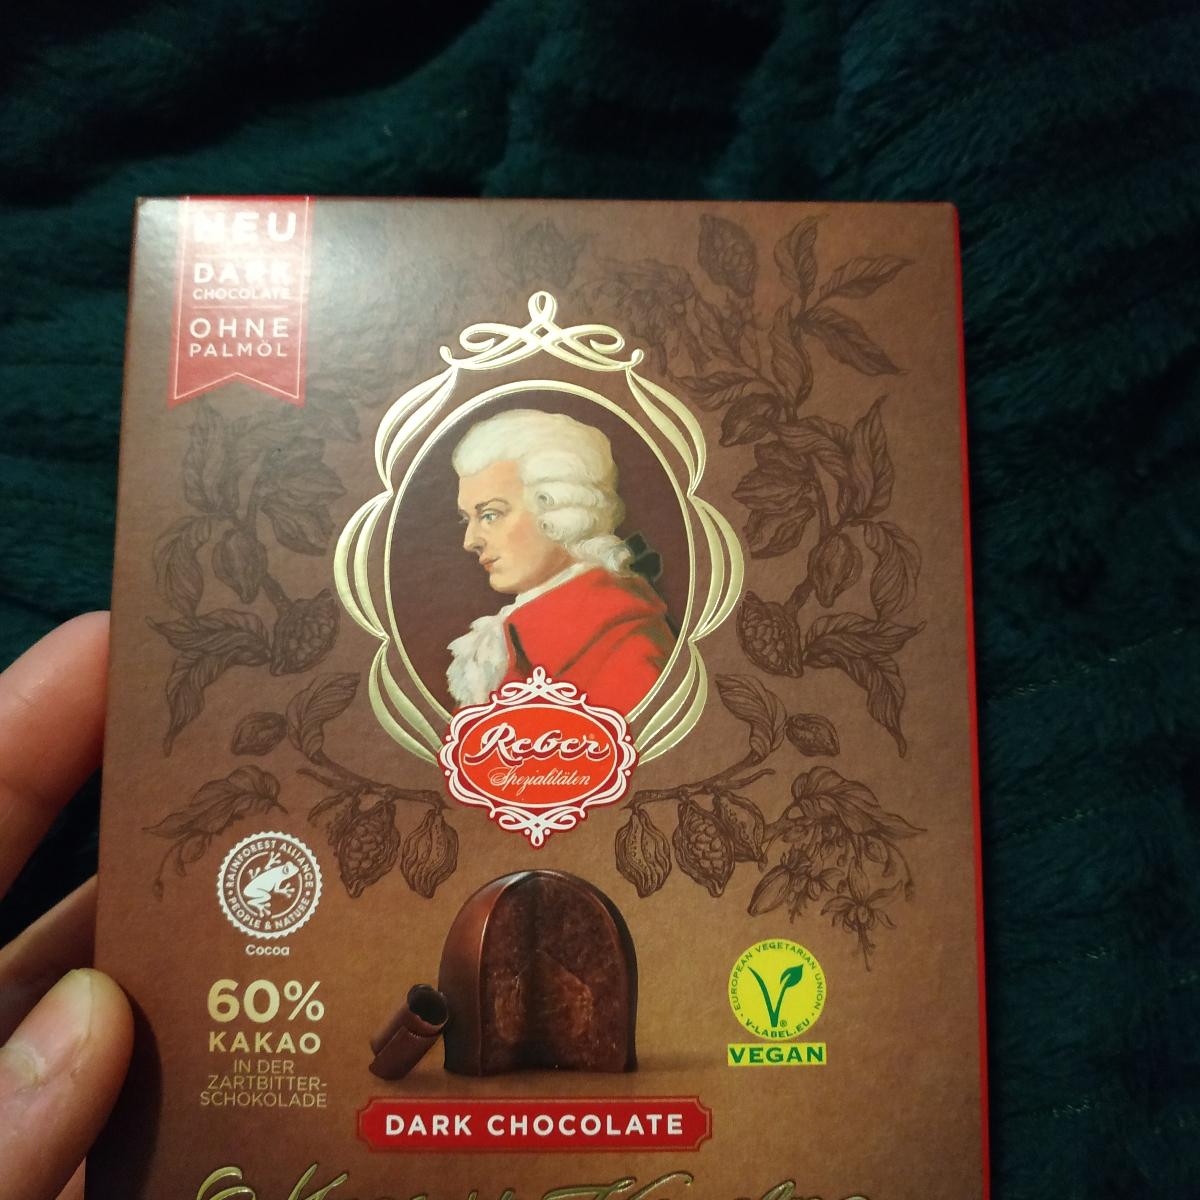 NEU
DARK
CHOCOLATE
OHNE
PALMÖL
Reber
Spezialitäten
RAINFOREST ALLIANCE
PEOPLE & NATURE
Cocoa
60%
KAKAO
IN DER
ZARTBITTER-
SCHOKOLADE
EUROPEAN VEGETARIAN UNION
V-LABEL.EU
VEGAN
DARK CHOCOLATE